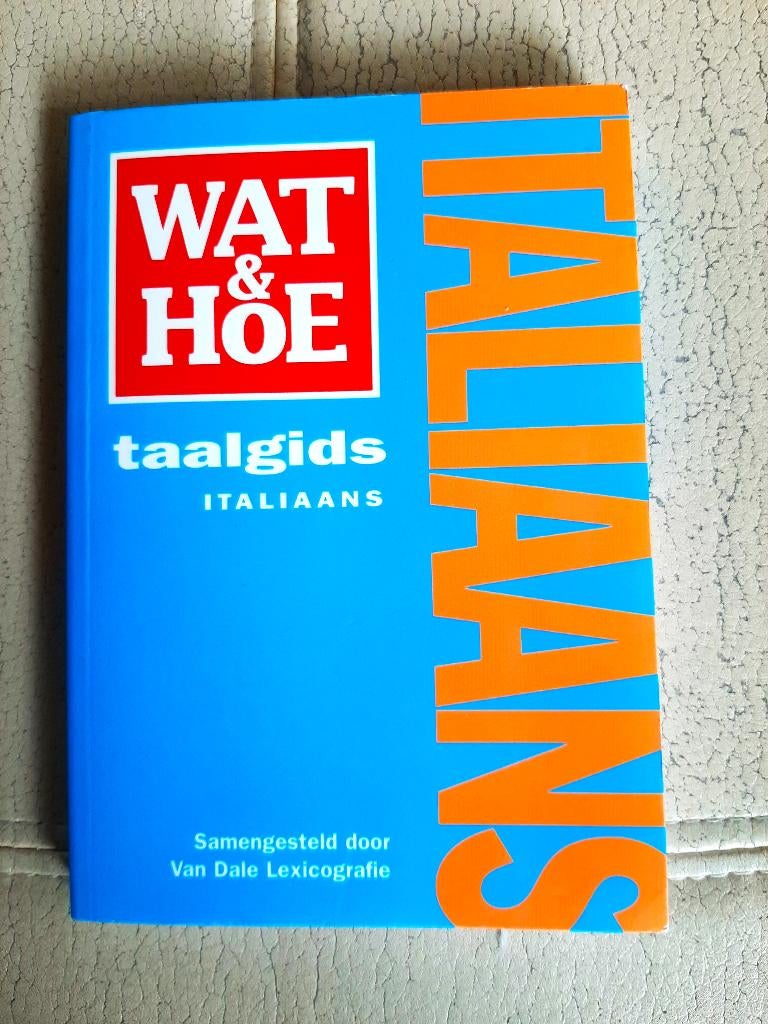 WAT
&
HOE
taalgids
ITALIAANS
ITALIAANS
Samengesteld door
Van Dale Lexicografie